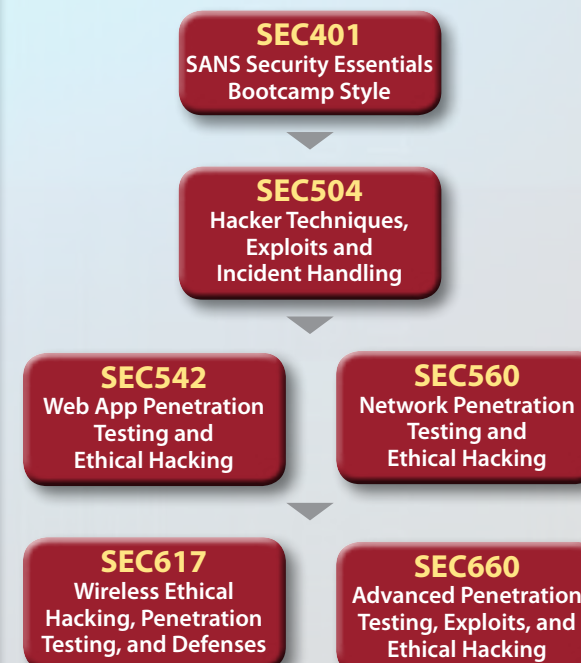 SEC401
SANS Security Essentials
Bootcamp Style
SEC504
Hacker Techniques,
Exploits and
Incident Handling
SEC542
Web App Penetration
Testing and
Ethical Hacking
SEC560
Network Penetration
Testing and
Ethical Hacking
SEC617
Wireless Ethical
Hacking, Penetration
Testing, and Defenses
SEC660
Advanced Penetration
Testing, Exploits, and
Ethical Hacking